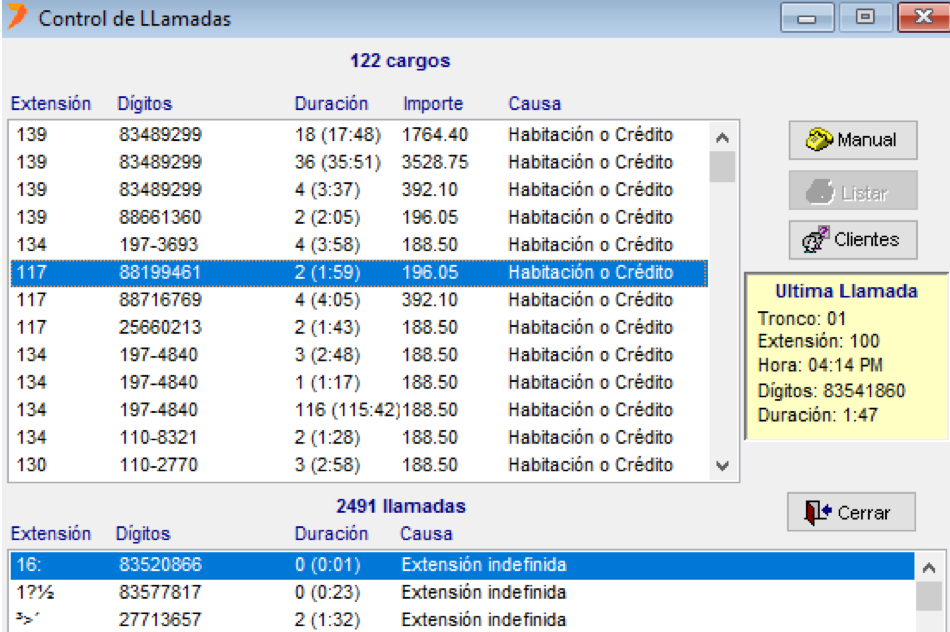 Control de LLamadas
122 cargos
Extensión Dígitos Duración Importe Causa
139 83489299 18 (17:48) 1764.40 Habitación o Crédito
139 83489299 36 (35:51) 3528.75 Habitación o Crédito
139 83489299 4 (3:37) 392.10 Habitación o Crédito
139 88661360 2 (2:05) 196.05 Habitación o Crédito
134 197-3693 4 (3:58) 188.50 Habitación o Crédito
117 88199461 2 (1:59) 196.05 Habitación o Crédito
117 88716769 4 (4:05) 392.10 Habitación o Crédito
117 25660213 2 (1:43) 188.50 Habitación o Crédito
134 197-4840 3 (2:48) 188.50 Habitación o Crédito
134 197-4840 1 (1:17) 188.50 Habitación o Crédito
134 197-4840 116 (115:42)188.50 Habitación o Crédito
134 110-8321 2 (1:28) 188.50 Habitación o Crédito
130 110-2770 3 (2:58) 188.50 Habitación o Crédito
Manual
Listar
Clientes
Ultima Llamada
Tronco: 01
Extensión: 100
Hora: 04:14 PM
Dígitos: 83541860
Duración: 1:47
Cerrar
2491 llamadas
Extensión Dígitos Duración Causa
16: 83520866 0 (0:01) Extensión indefinida
1?½ 83577817 0 (0:23) Extensión indefinida
³>´ 27713657 2 (1:32) Extensión indefinida